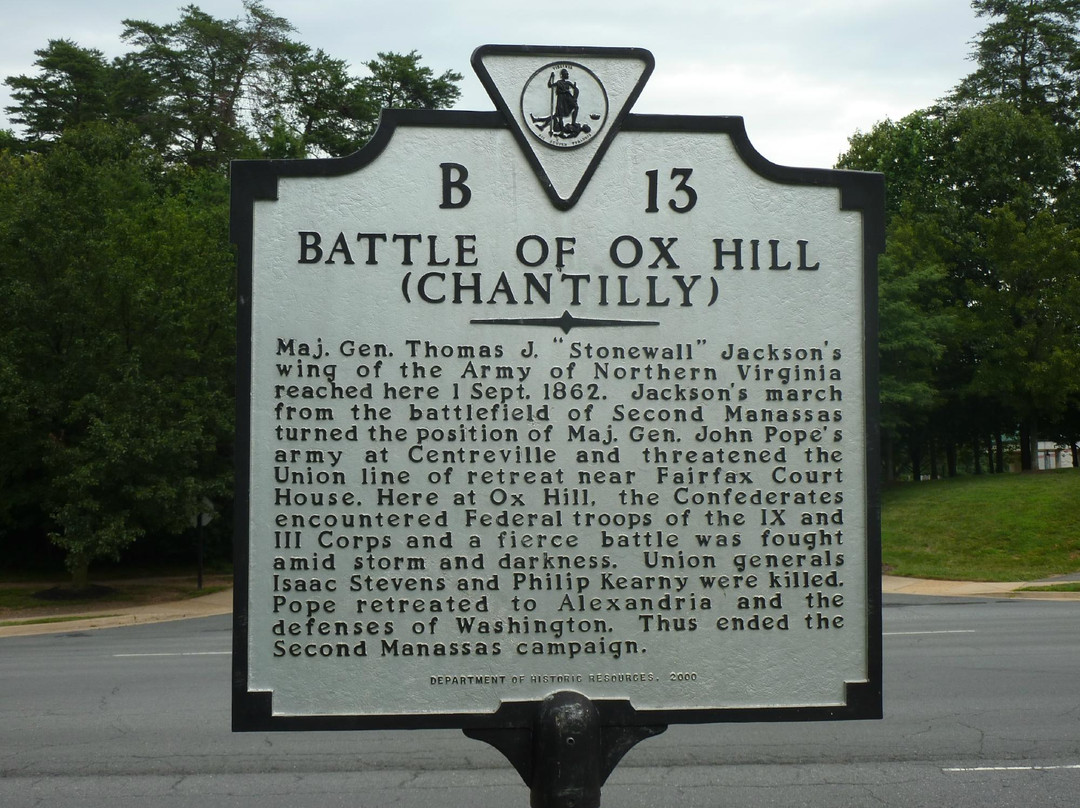 VIRGINIA
B 13
BATTLE OF OX HILL
(CHANTILLY)
Maj. Gen. Thomas J. "Stonewall" Jackson's
wing of the Army of Northern Virginia
reached here 1 Sept. 1862. Jackson's march
from the battlefield of Second Manassas
turned the position of Maj. Gen. John Pope's
army at Centreville and threatened the
Union line of retreat near Fairfax Court
House. Here at Ox Hill, the Confederates
encountered Federal troops of the IX and
III Corps and a fierce battle was fought
amid storm and darkness. Union generals
Isaac Stevens and Philip Kearny were killed.
Pope retreated to Alexandria and the
defenses of Washington. Thus ended the
Second Manassas campaign.
DEPARTMENT OF HISTORIC RESOURCES, 2000